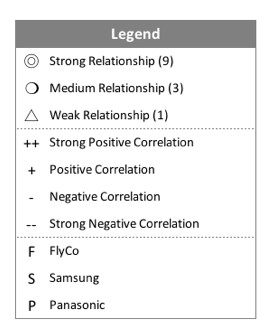 Legend
◎ Strong Relationship (9)
❍ Medium Relationship (3)
△ Weak Relationship (1)
++ Strong Positive Correlation
+ Positive Correlation
- Negative Correlation
-- Strong Negative Correlation
F FlyCo
S Samsung
P Panasonic